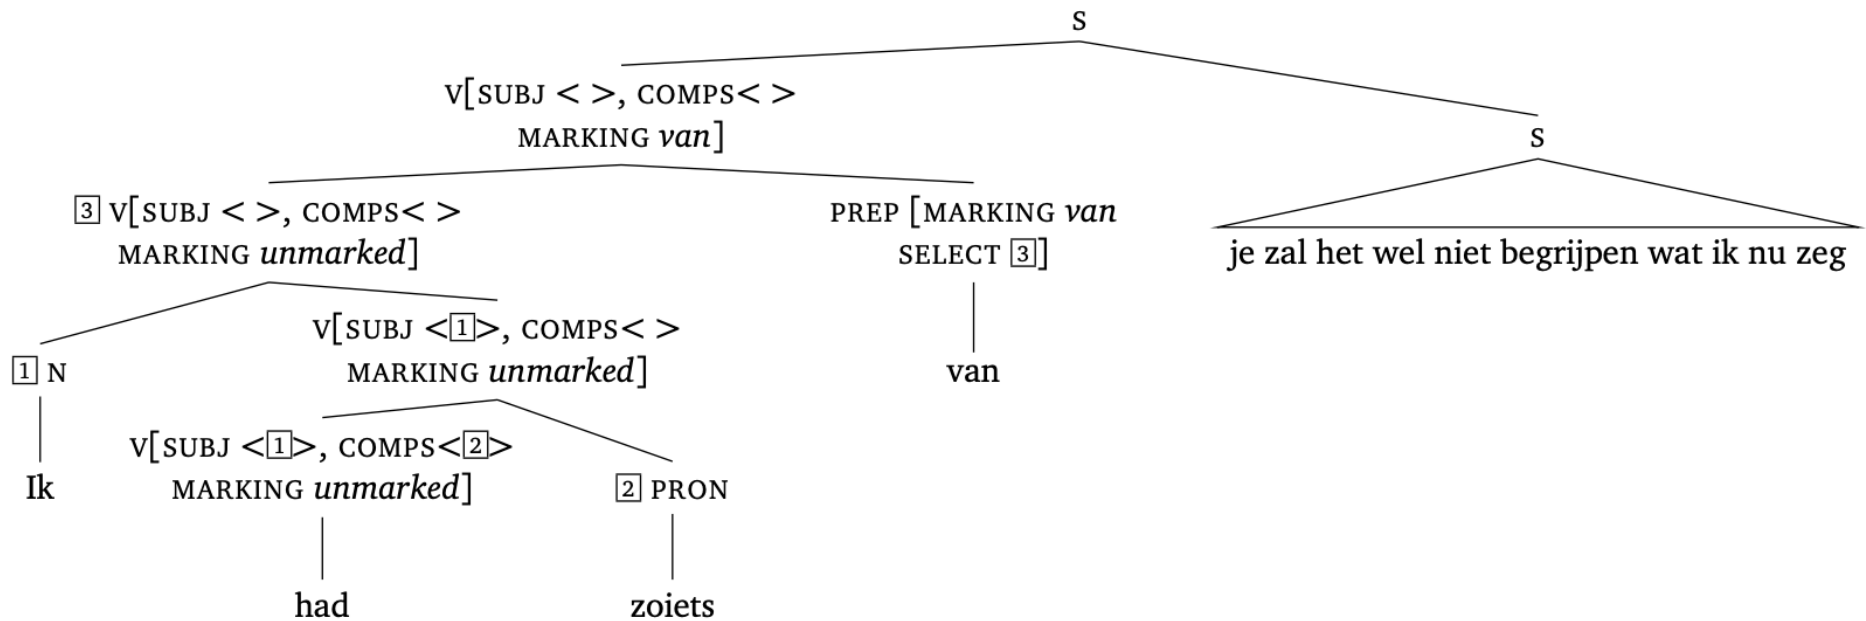 S
V[SUBJ < >, COMPS< >
MARKING van]
S
3 V[SUBJ < >, COMPS< >
MARKING unmarked]
PREP [MARKING van
SELECT 3]
je zal het wel niet begrijpen wat ik nu zeg
1 N
V[SUBJ <1>, COMPS< >
MARKING unmarked]
van
Ik
V[SUBJ <1>, COMPS<2>
MARKING unmarked]
2 PRON
had
zoiets